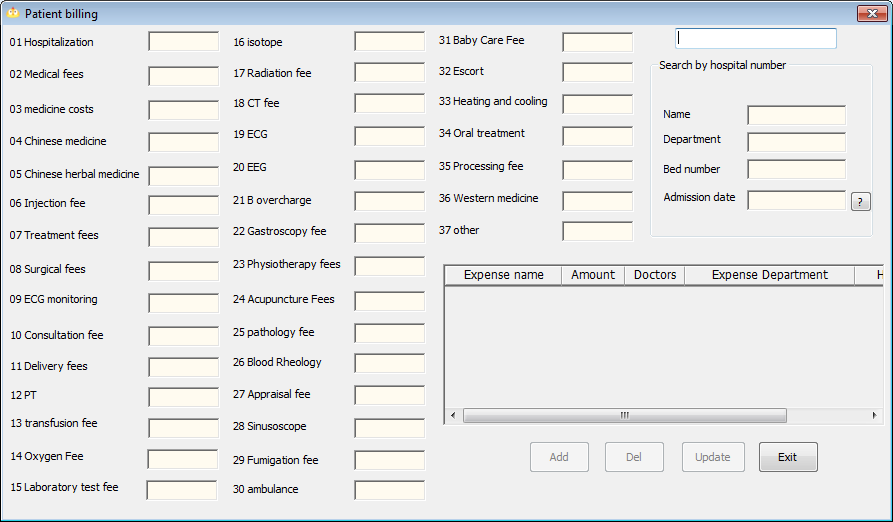 Patient billing
01 Hospitalization
02 Medical fees
03 medicine costs
04 Chinese medicine
05 Chinese herbal medicine
06 Injection fee
07 Treatment fees
08 Surgical fees
09 ECG monitoring
10 Consultation fee
11 Delivery fees
12 PT
13 transfusion fee
14 Oxygen Fee
15 Laboratory test fee
16 isotope
17 Radiation fee
18 CT fee
19 ECG
20 EEG
21 B overcharge
22 Gastroscopy fee
23 Physiotherapy fees
24 Acupuncture Fees
25 pathology fee
26 Blood Rheology
27 Appraisal fee
28 Sinusoscope
29 Fumigation fee
30 ambulance
31 Baby Care Fee
32 Escort
33 Heating and cooling
34 Oral treatment
35 Processing fee
36 Western medicine
37 other
Search by hospital number
Name
Department
Bed number
Admission date
?
Expense name Amount Doctors Expense Department H
Add Del Update Exit